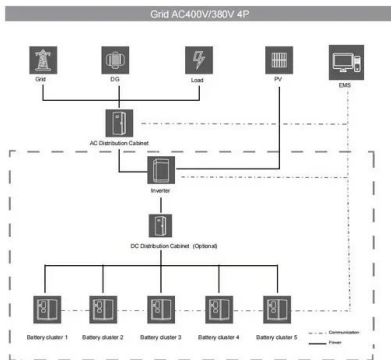 Grid AC400V/380V 4P
Grid
DG
Load
PV
EMS
AC Distribution Cabinet
Inverter
DC Distribution Cabinet (Optional)
Battery cluster 1
Battery cluster 2
Battery cluster 3
Battery cluster 4
Battery cluster 5
Communication
Power